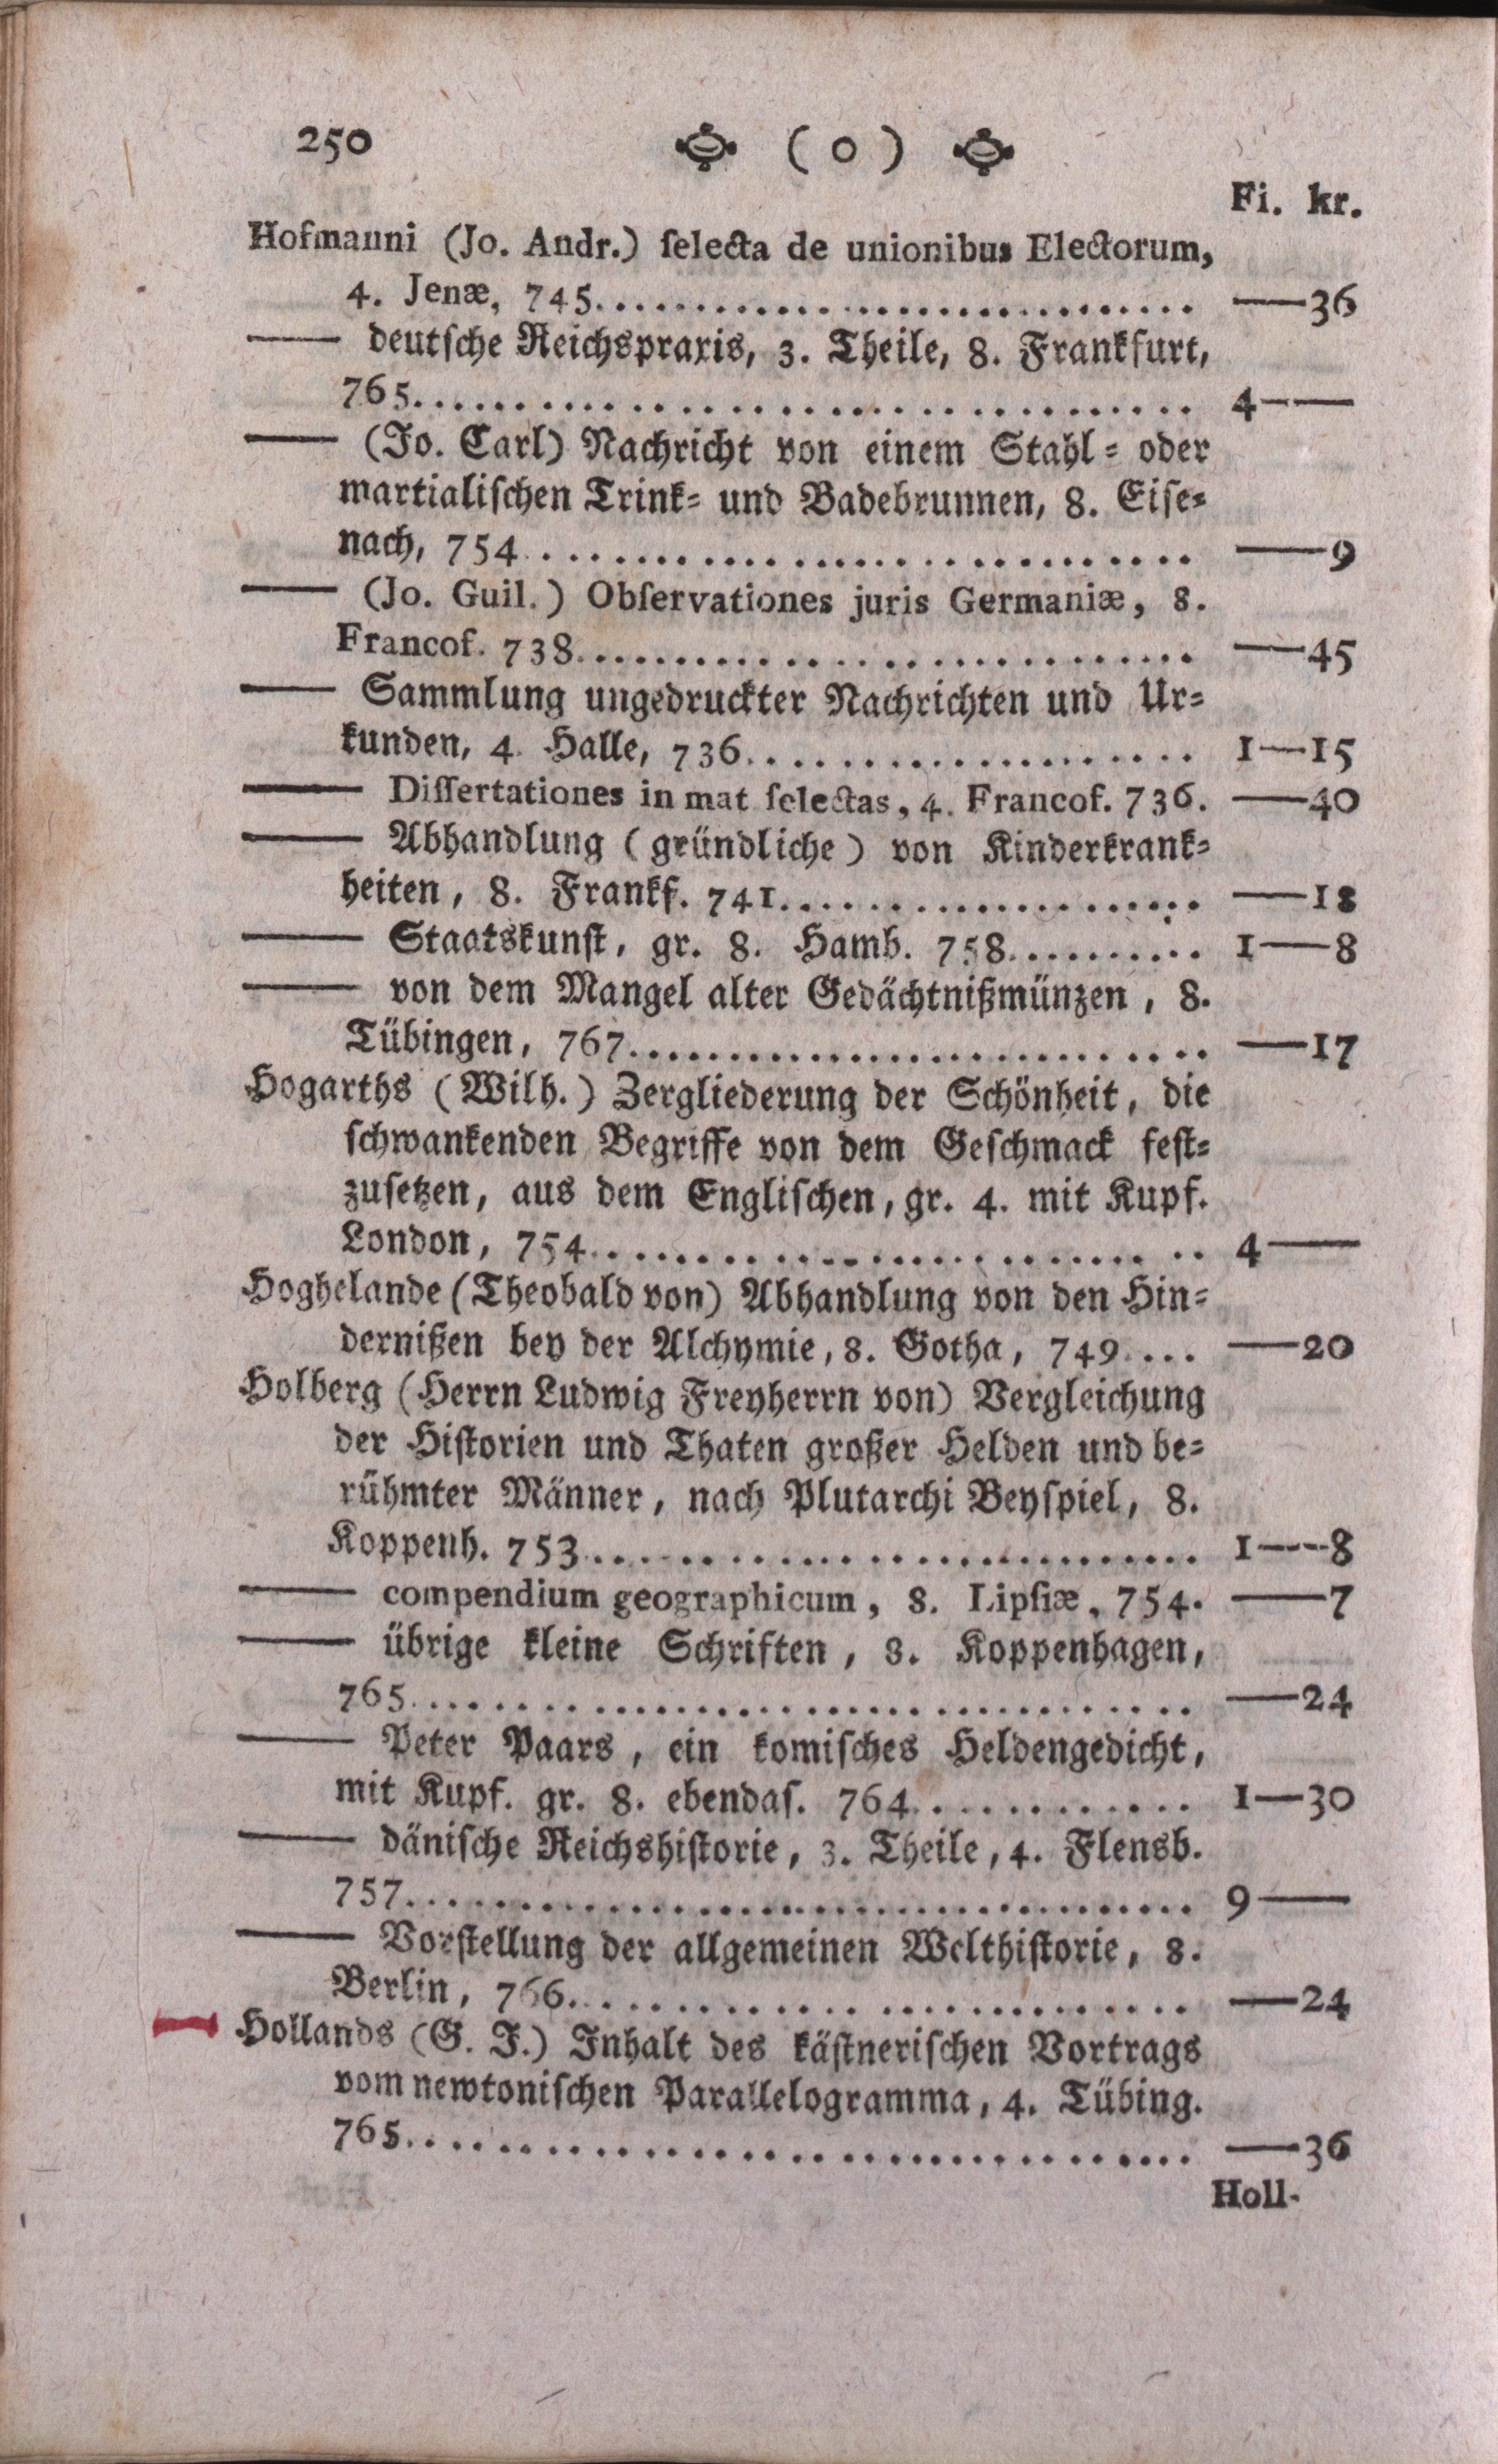 250 ( o )
Fi. kr.
Hofmanni (Jo. Andr.) ſelecta de unionibus Electorum,
4. Jenæ, 745. — 36
— deutſche Reichspraxis, 3. Theile, 8. Frankfurt,
765. 4 —
— (Jo. Carl) Nachricht von einem Stahl- oder
martialiſchen Trink- und Badebrunnen, 8. Eiſe-
nach, 754. — 9
— (Jo. Guil.) Obſervationes juris Germaniæ, 8.
Francof. 738. — 45
— Sammlung ungedruckter Nachrichten und Ur-
kunden, 4. Halle, 736. 1 — 15
— Diſſertationes in mat ſelectas, 4. Francof. 736. — 40
— Abhandlung (gründliche) von Kinderkrank-
heiten, 8. Frankf. 741. — 18
— Staatskunſt, gr. 8. Hamb. 758. 1 — 8
— von dem Mangel alter Gedächtnißmünzen, 8.
Tübingen, 767. — 17
Hogarths (Wilh.) Zergliederung der Schönheit, die
ſchwankenden Begriffe von dem Geſchmack feſt-
zuſetzen, aus dem Engliſchen, gr. 4. mit Kupf.
London, 754. 4 —
Hoghelande (Theobald von) Abhandlung von den Hin-
dernißen bey der Alchymie, 8. Gotha, 749. — 20
Holberg (Herrn Ludwig Freyherrn von) Vergleichung
der Hiſtorien und Thaten großer Helden und be-
rühmter Männer, nach Plutarchi Beyſpiel, 8.
Koppenh. 753. 1 — 8
— compendium geographicum, 8. Lipſiæ, 754. — 7
— übrige kleine Schriften, 8. Koppenhagen,
765. — 24
— Peter Paars, ein komiſches Heldengedicht,
mit Kupf. gr. 8. ebendaſ. 764. 1 — 30
— däniſche Reichshiſtorie, 3. Theile, 4. Flensb.
757. 9 —
— Vorſtellung der allgemeinen Welthiſtorie, 8.
Berlin, 766. — 24
Hollands (G. J.) Inhalt des käſtneriſchen Vortrags
vom newtoniſchen Parallelogramma, 4. Tübing.
765. — 36
Holl-